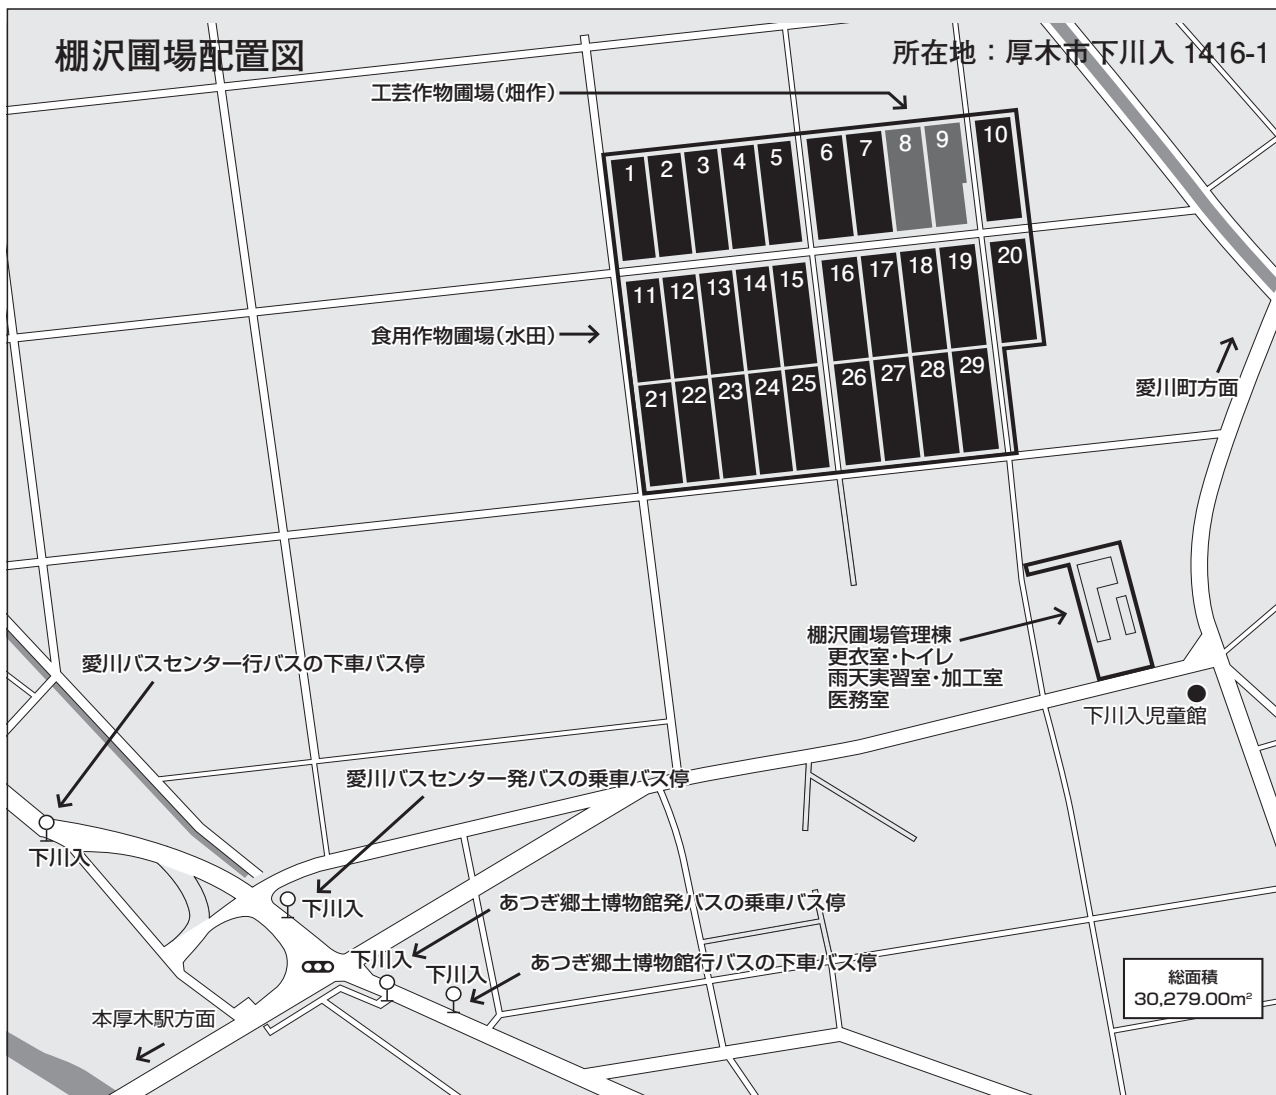 棚沢圃場配置図
所在地：厚木市下川入 1416-1
工芸作物圃場（畑作）
1
2
3
4
5
6
7
8
9
10
食用作物圃場（水田）
11
12
13
14
15
16
17
18
19
20
21
22
23
24
25
26
27
28
29
愛川町方面
棚沢圃場管理棟
更衣室・トイレ
雨天実習室・加工室
医務室
下川入児童館
愛川バスセンター行バスの下車バス停
下川入
愛川バスセンター発バスの乗車バス停
下川入
あつぎ郷土博物館発バスの乗車バス停
下川入
あつぎ郷土博物館行バスの下車バス停
下川入
本厚木駅方面
総面積
30,279.00m²